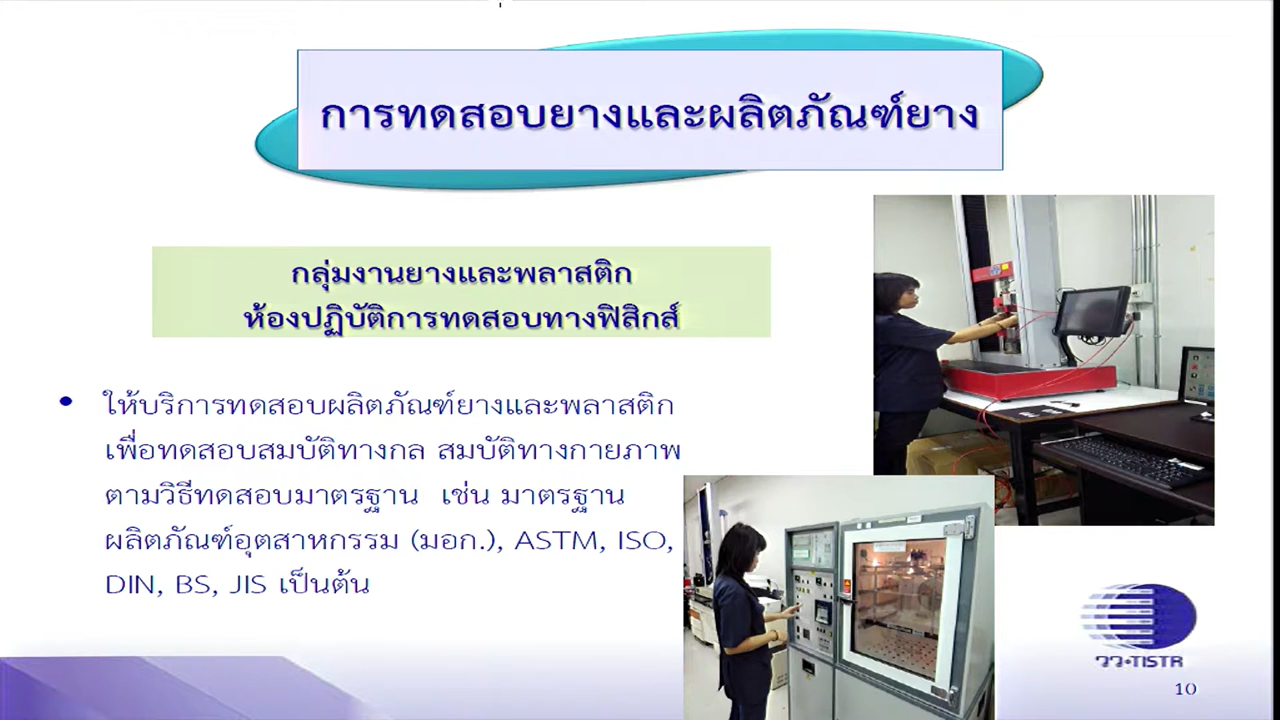 การทดสอบยางและผลิตภัณฑ์ยาง
กลุ่มงานยางและพลาสติก
ห้องปฏิบัติการทดสอบทางฟิสิกส์
• ให้บริการทดสอบผลิตภัณฑ์ยางและพลาสติก
เพื่อทดสอบสมบัติทางกล สมบัติทางกายภาพ
ตามวิธีทดสอบมาตรฐาน เช่น มาตรฐาน
ผลิตภัณฑ์อุตสาหกรรม (มอก.), ASTM, ISO,
DIN, BS, JIS เป็นต้น
วว•TISTR
10